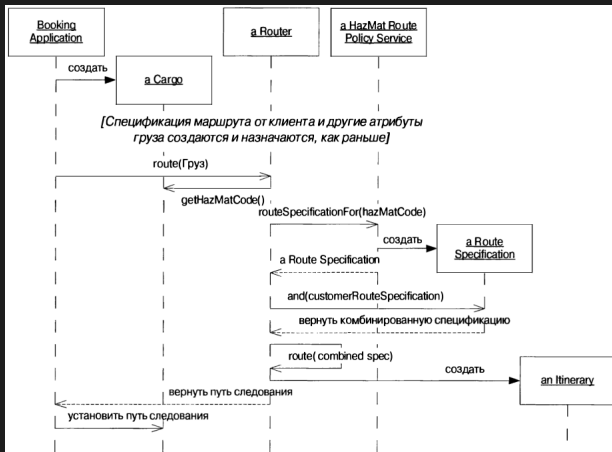 Booking
Application
a Router
a HazMat Route
Policy Service
создать
a Cargo
[Спецификация маршрута от клиента и другие атрибуты
груза создаются и назначаются, как раньше]
route(Груз)
getHazMatCode()
routeSpecificationFor(hazMatCode)
создать
a Route
Specification
a Route Specification
and(customerRouteSpecification)
вернуть комбинированную спецификацию
route( combined spec)
создать
an Itinerary
вернуть путь следования
установить путь следования